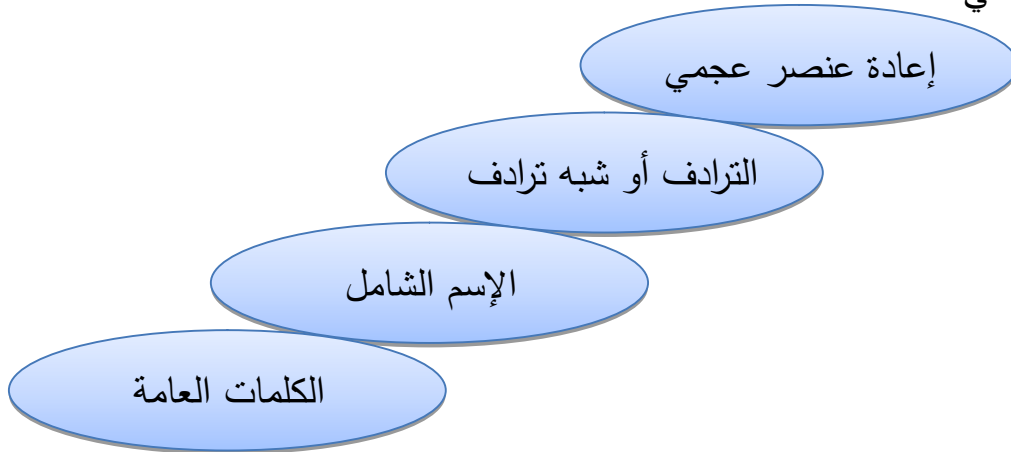 إعادة عنصر عجمي
الترادف أو شبه ترادف
الإسم الشامل
الكلمات العامة